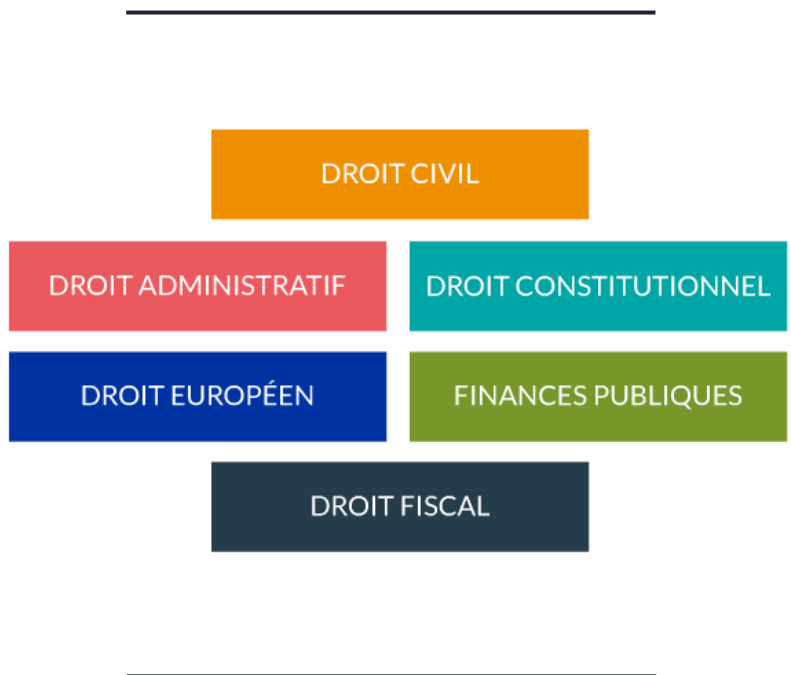 DROIT CIVIL
DROIT ADMINISTRATIF
DROIT CONSTITUTIONNEL
DROIT EUROPÉEN
FINANCES PUBLIQUES
DROIT FISCAL